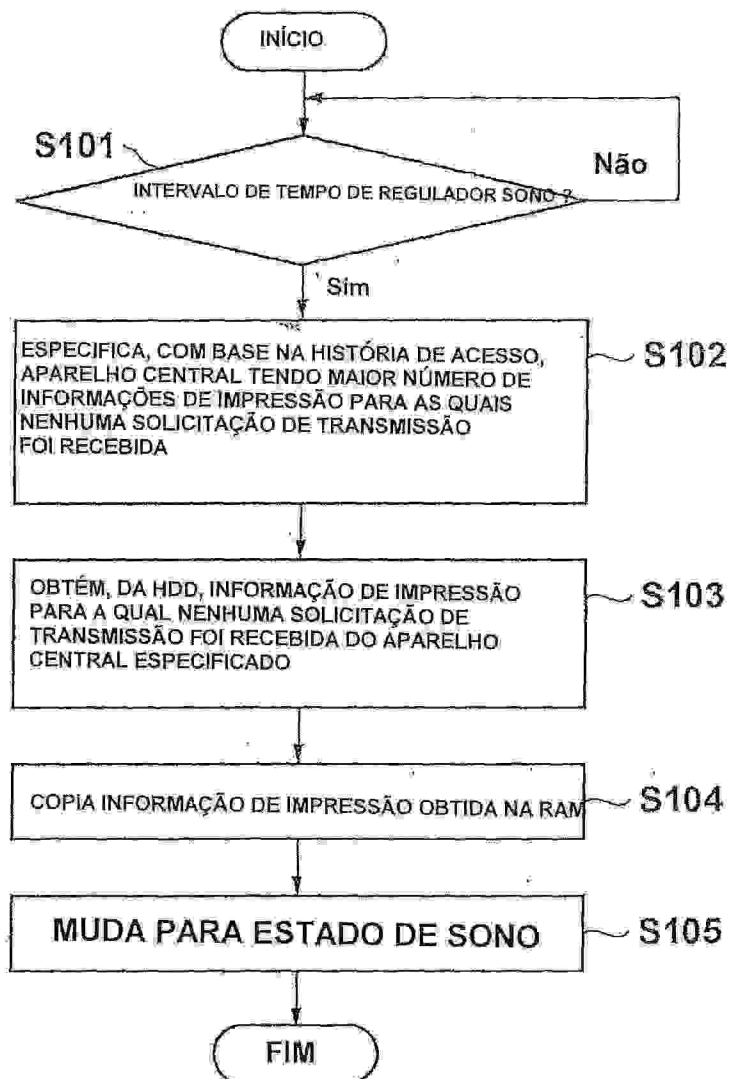 INÍCIO
S101
Não
INTERVALO DE TEMPO DE REGULADOR SONO ?
Sim
ESPECIFICA, COM BASE NA HISTÓRIA DE ACESSO,
S102
APARELHO CENTRAL TENDO MAIOR NÚMERO DE
INFORMAÇÕES DE IMPRESSÃO PARA AS QUAIS
NENHUMA SOLICITAÇÃO DE TRANSMISSÃO
FOI RECEBIDA
OBTÉM, DA HDD, INFORMAÇÃO DE IMPRESSÃO
S103
PARA A QUAL NENHUMA SOLICITAÇÃO DE
TRANSMISSÃO FOI RECEBIDA DO APARELHO
CENTRAL ESPECIFICADO
COPIA INFORMAÇÃO DE IMPRESSÃO OBTIDA NA RAM
S104
MUDA PARA ESTADO DE SONO
S105
FIM